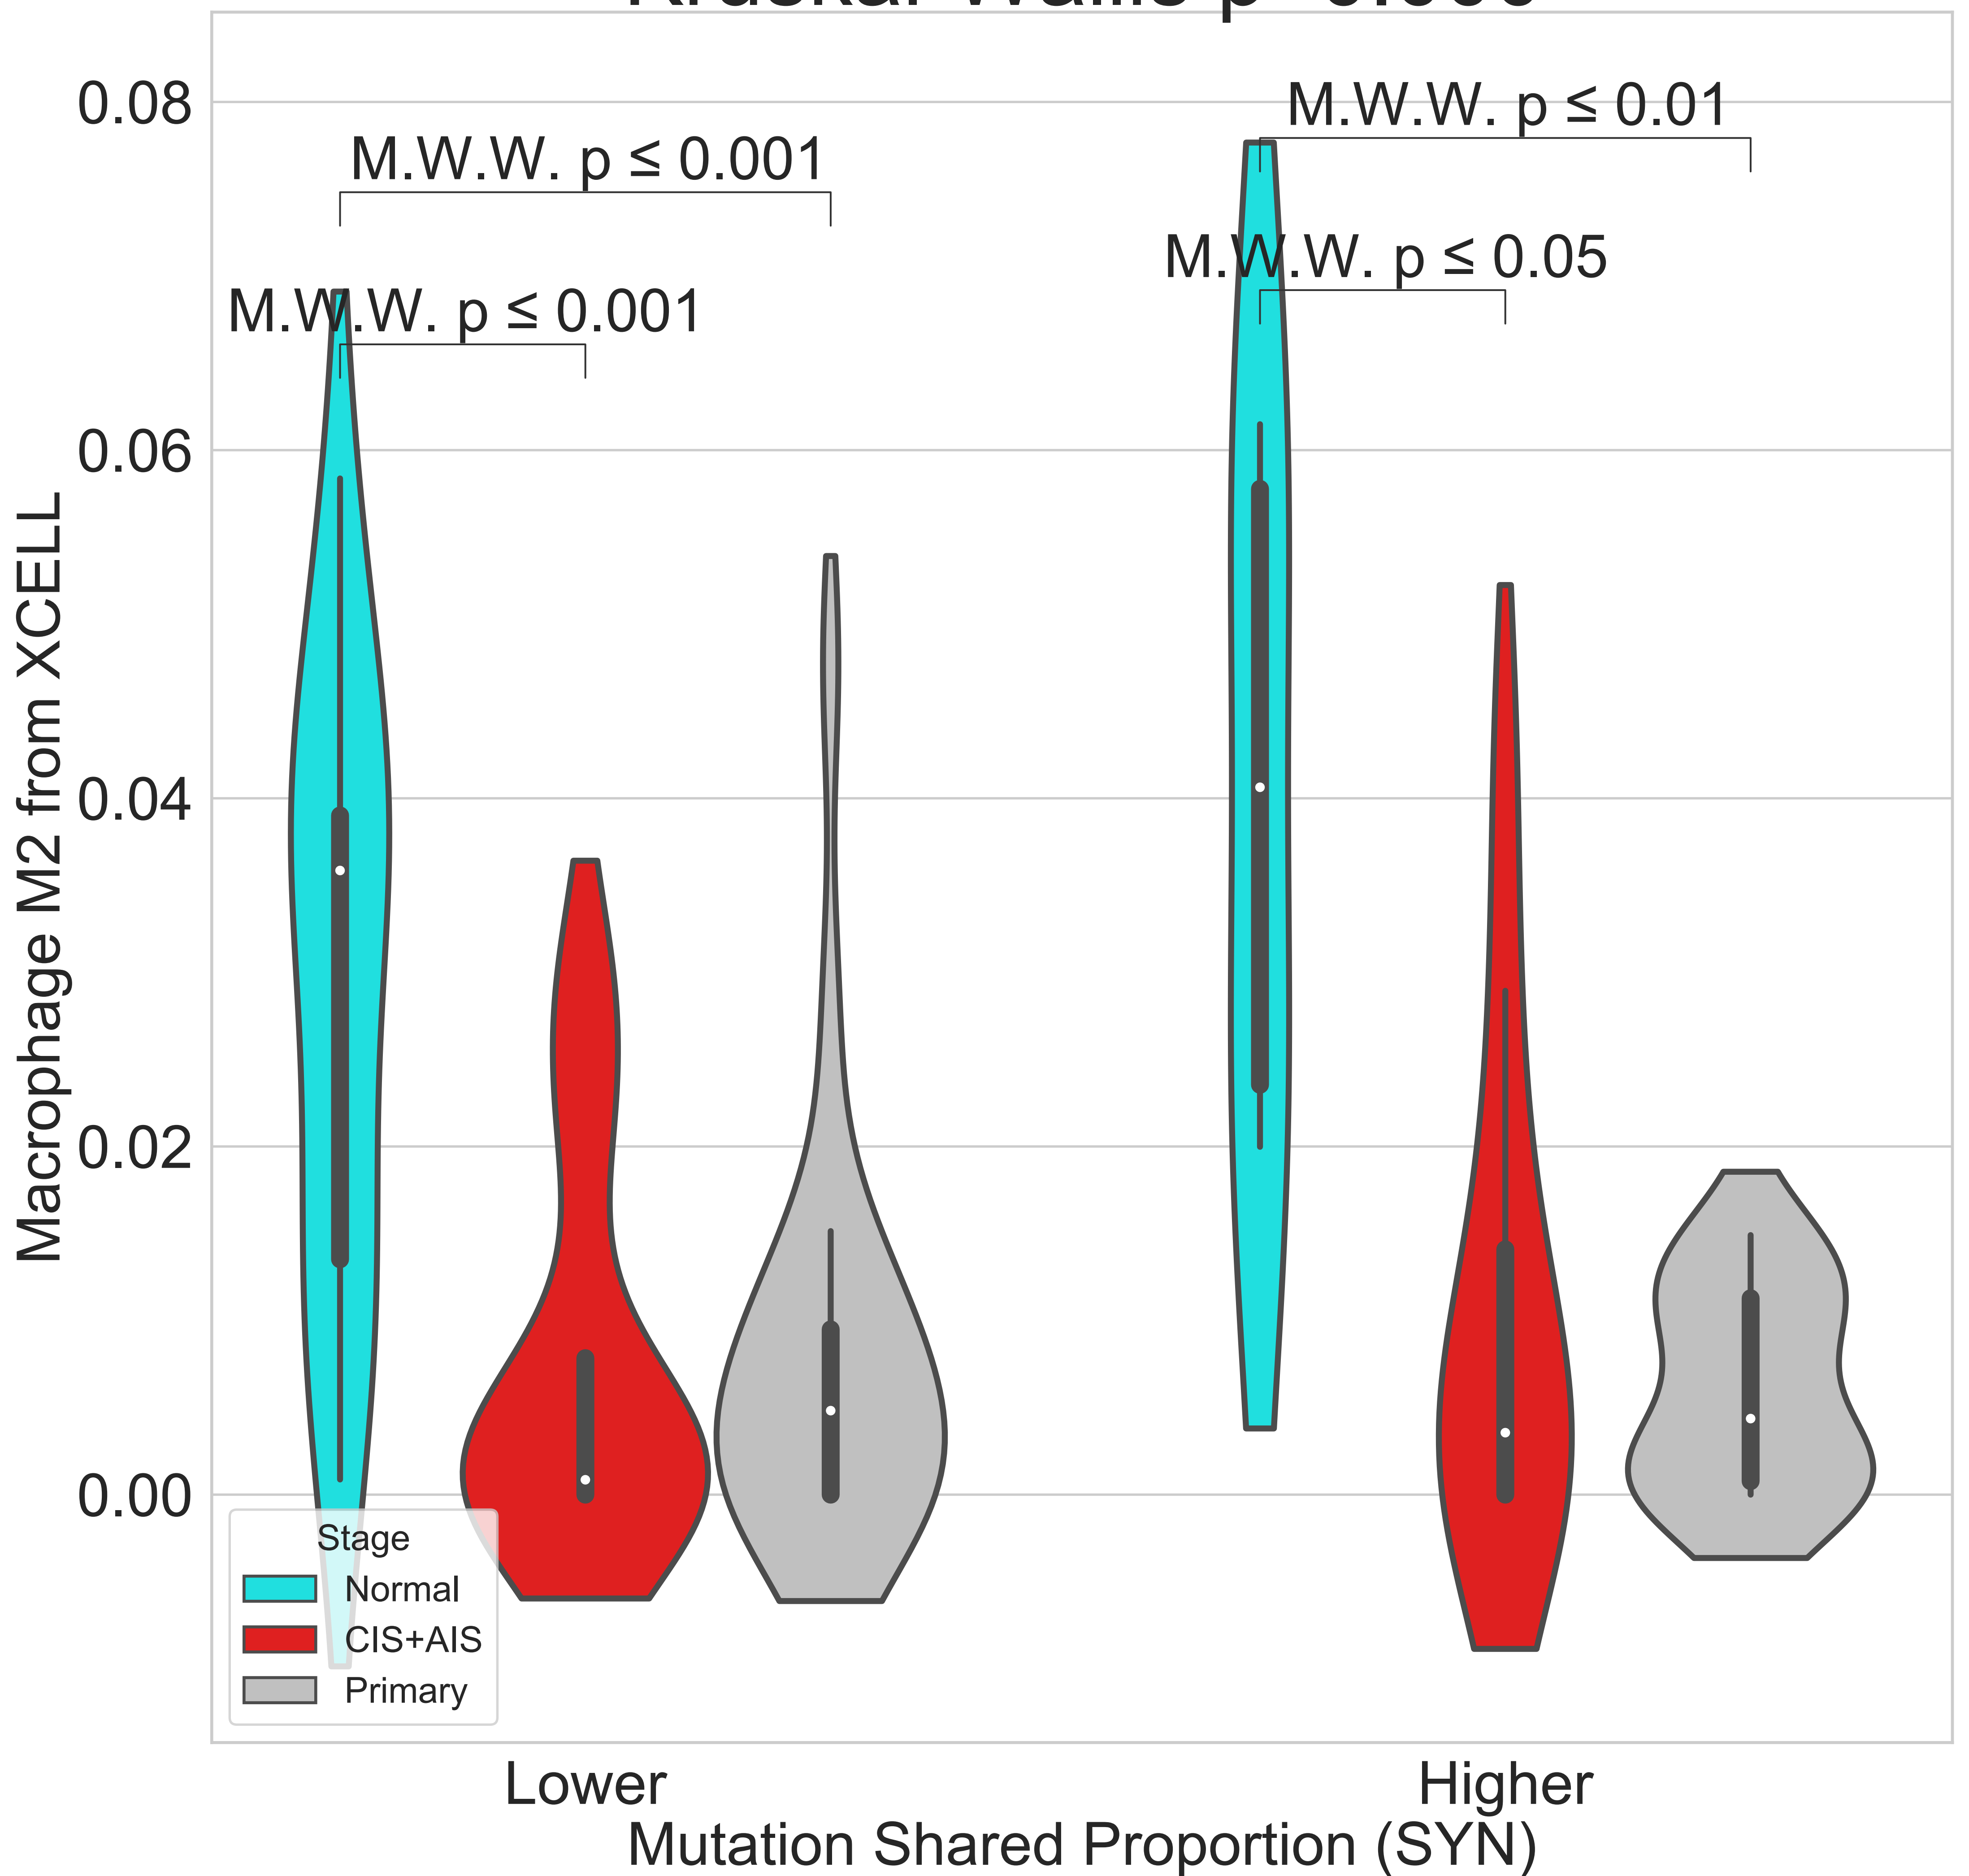 0.08
0.06
0.04
0.02
0.00
Macrophage M2 from XCELL
M.W.W. p ≤ 0.01
M.W.W. p ≤ 0.001
M.W.W. p ≤ 0.05
M.W.W. p ≤ 0.001
Stage
Normal
CIS+AIS
Primary
Lower
Higher
Mutation Shared Proportion (SYN)